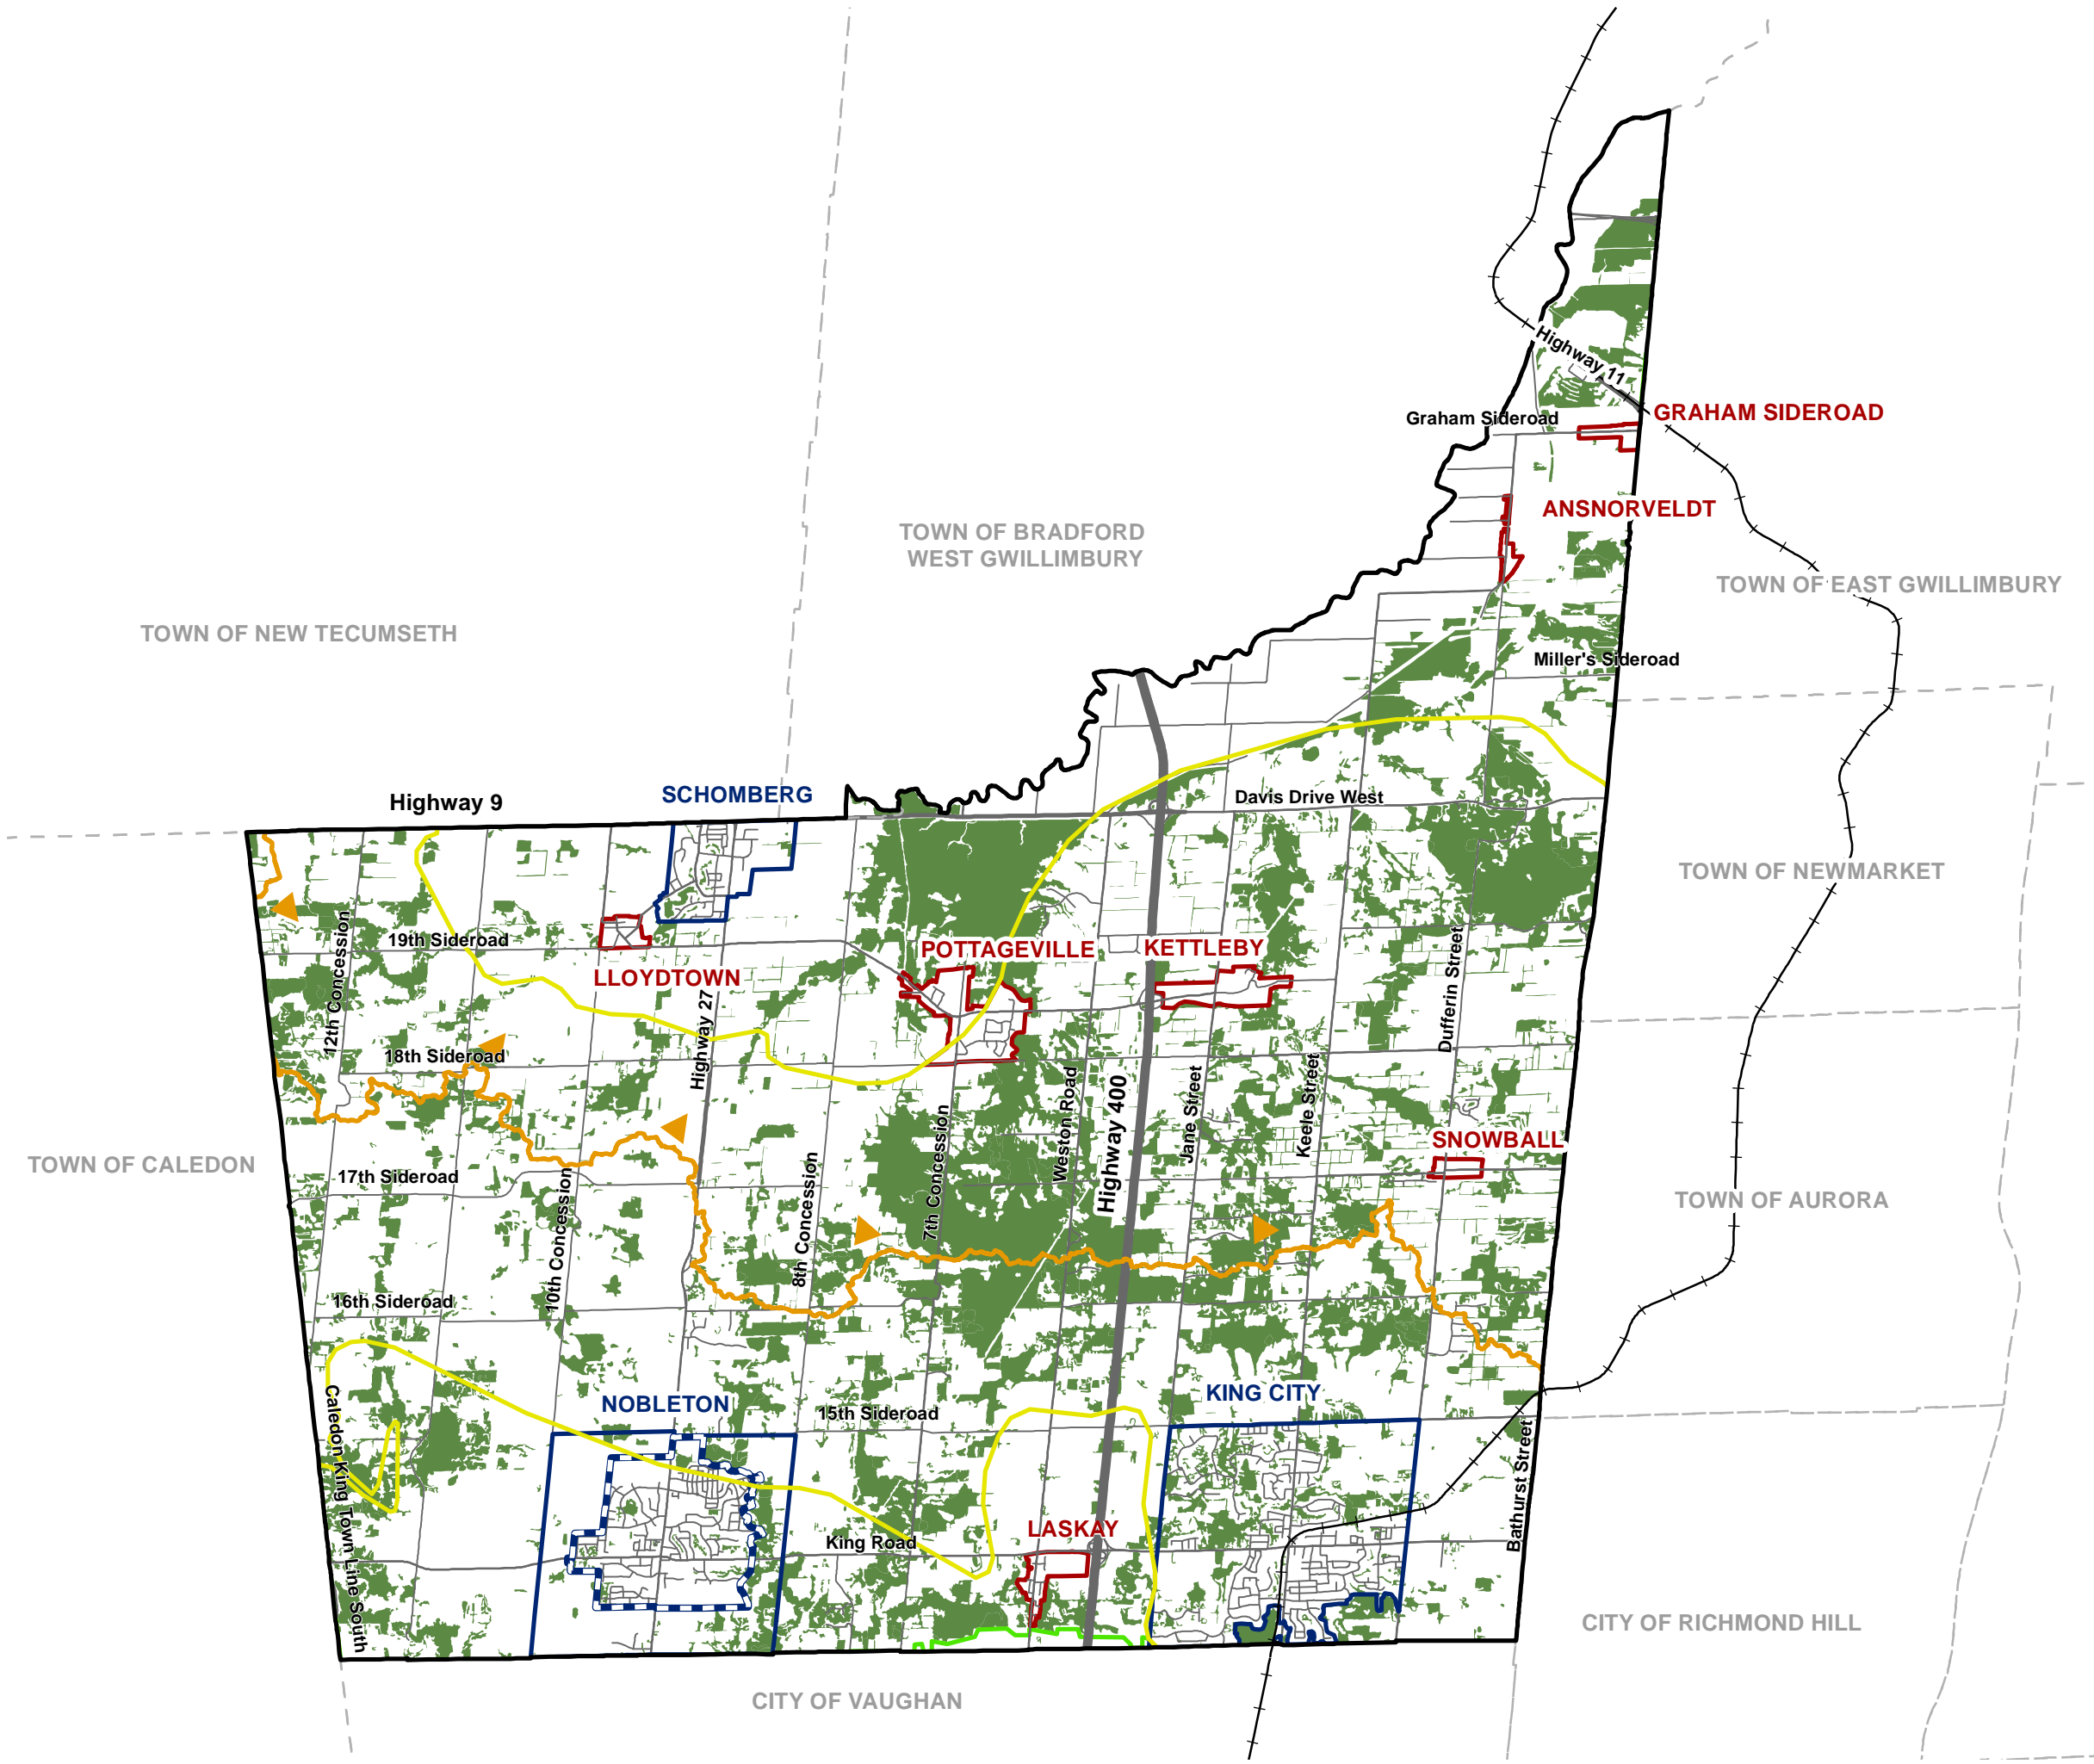 Highway 11
Graham Sideroad
GRAHAM SIDEROAD
ANSNORVELDT
TOWN OF BRADFORD
WEST GWILLIMBURY
TOWN OF EAST GWILLIMBURY
TOWN OF NEW TECUMSETH
Miller's Sideroad
Highway 9
SCHOMBERG
Davis Drive West
TOWN OF NEWMARKET
19th Sideroad
12th Concession
LLOYDTOWN
POTTAGEVILLE
KETTLEBY
Dufferin Street
Highway 27
18th Sideroad
Weston Road
Highway 400
Jane Street
Keele Street
SNOWBALL
TOWN OF CALEDON
17th Sideroad
10th Concession
8th Concession
7th Concession
TOWN OF AURORA
16th Sideroad
NOBLETON
15th Sideroad
KING CITY
Caledon King Town Line South
Bathurst Street
King Road
LASKAY
CITY OF RICHMOND HILL
CITY OF VAUGHAN